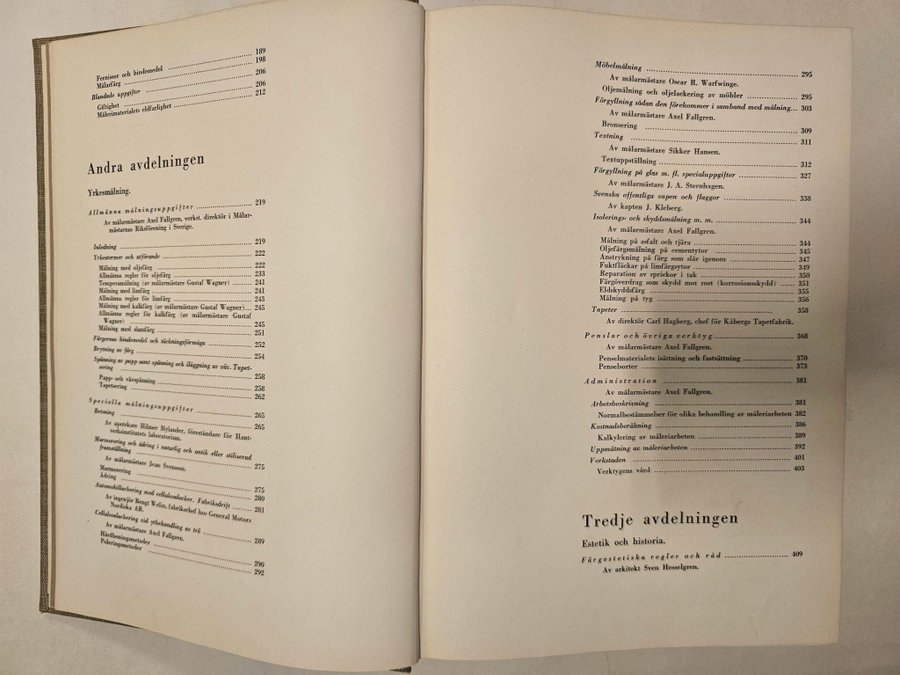 189
Fernissor och bindemedel 198
Målarfärg 206
Blandade uppgifter 206
Giftighet 212
Målerimaterialets eldfarlighet
Andra avdelningen
Yrkesmålning.
Allmänna målningsuppgifter 219
Av målarmästare Axel Fallgren, verkst. direktör i Målar-
mästarnas Riksförening i Sverige.
Inledning 219
Yrkestermer och utförande 222
Målning med oljefärg 222
Allmänna regler för oljefärg 233
Temperamålning (av målarmästare Gustaf Wagner) 241
Målning med limfärg 241
Allmänna regler för limfärg 243
Målning med kalkfärg (av målarmästare Gustaf Wagner) 245
Allmänna regler för kalkfärg (av målarmästare Gustaf
Wagner) 245
Målning med slamfärg 251
Färgernas bindemedel och täckningsförmåga 252
Brytning av färg 254
Spänning av papp samt spänning och iläggning av väv. Tapet-
sering 258
Papp- och vävspänning 258
Tapetsering 262
Speciella målningsuppgifter 265
Betsning 265
Av apotekare Hilmer Bylander, föreståndare för Hant-
verksinstitutets laboratorium.
Marmorering och ådring i naturlig och antik eller stiliserad
framställning 275
Av målarmästare Jean Svensson.
Marmorering 275
Ådring 280
Automobillackering med cellulosalacker. Fabriksdrift 281
Av ingenjör Bengt Welin, fabrikschef hos General Motors
Nordiska AB.
Cellulosalackering vid ytbehandling av trä 289
Av målarmästare Axel Fallgren.
Hårdboningsmetoder 290
Poleringsmetoder 292
Möbelmålning 295
Av målarmästare Oscar R. Warfwinge.
Oljemålning och oljelackering av möbler 295
Förgyllning sådan den förekommer i samband med målning 303
Av målarmästare Axel Fallgren.
Bronsering 309
Textning 311
Av målarmästare Sikker Hansen.
Textuppställning 312
Förgyllning på glas m. fl. specialuppgifter 327
Av målarmästare J. A. Sternhagen.
Svenska offentliga vapen och flaggor 338
Av kapten J. Kleberg.
Isolerings- och skyddsmålning m. m. 344
Av målarmästare Axel Fallgren.
Målning på asfalt och tjära 344
Oljefärgsmålning på cementytor 345
Anstrykning på färg som slår igenom 347
Fuktfläckar på limfärgsytor 349
Reparation av sprickor i tak 350
Färgöverdrag som skydd mot rost (korrosionsskydd) 351
Eldskyddsfärg 355
Målning på tyg 356
Tapeter 358
Av direktör Carl Hagberg, chef för Kåbergs Tapetfabrik.
Penslar och övriga verktyg 368
Av målarmästare Axel Fallgren.
Penselmaterialets isättning och fastsättning 370
Penselsorter 373
Administration 381
Av målarmästare Axel Fallgren.
Arbetsbeskrivning 381
Normalbestämmelser för olika behandling av måleriarbeten 382
Kostnadsberäkning 386
Kalkylering av måleriarbeten 389
Uppmätning av måleriarbeten 392
Verkstaden 401
Verktygens vård 403
Tredje avdelningen
Estetik och historia.
Färgestetiska regler och råd 409
Av arkitekt Sven Hesselgren.